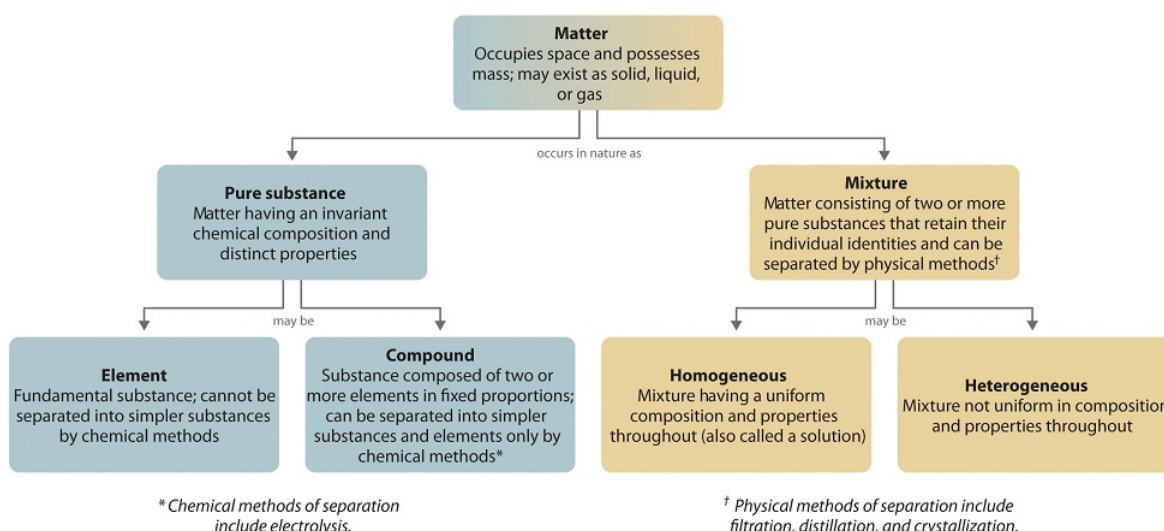 Matter
Occupies space and possesses
mass; may exist as solid, liquid,
or gas
occurs in nature as
Pure substance
Matter having an invariant
chemical composition and
distinct properties
Mixture
Matter consisting of two or more
pure substances that retain their
individual identities and can be
separated by physical methods†
may be
may be
Element
Fundamental substance; cannot be
separated into simpler substances
by chemical methods
Compound
Substance composed of two or
more elements in fixed proportions;
can be separated into simpler
substances and elements only by
chemical methods*
Homogeneous
Mixture having a uniform
composition and properties
throughout (also called a solution)
Heterogeneous
Mixture not uniform in composition
and properties throughout
* Chemical methods of separation
include electrolysis.
† Physical methods of separation include
filtration, distillation, and crystallization.